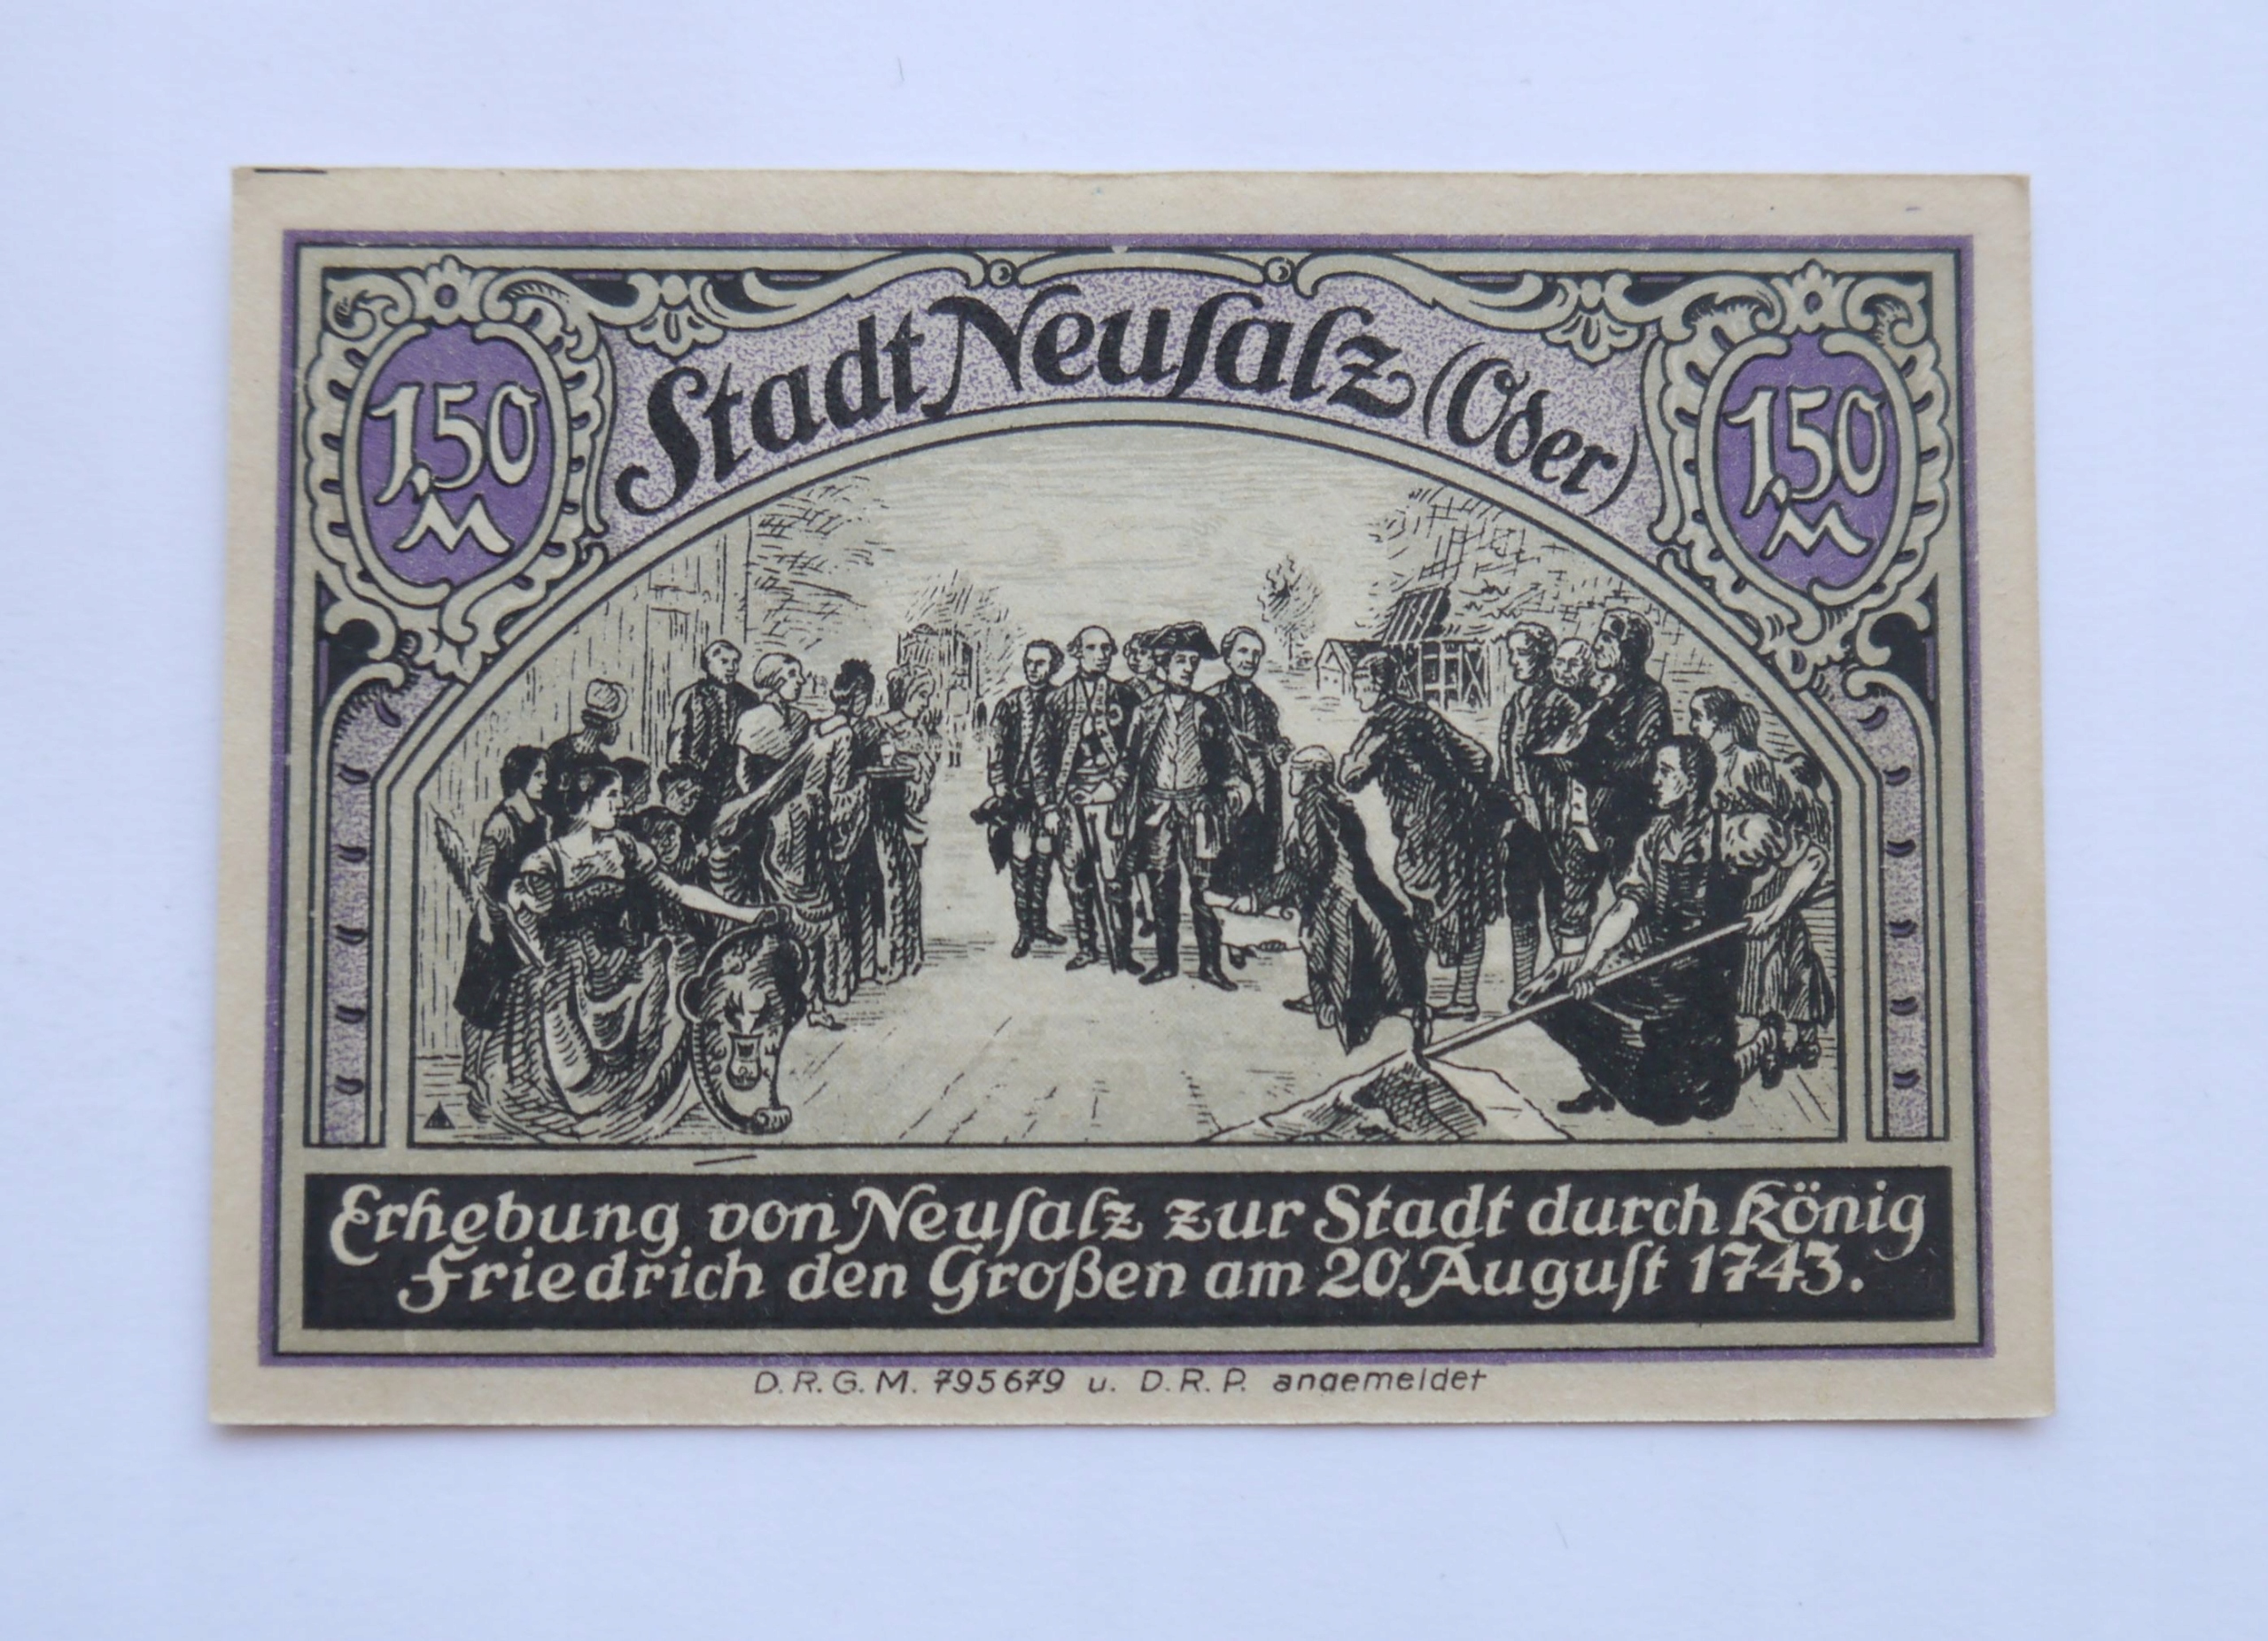 Stadt Neuſalz (Oder)
1,50
M
1,50
M
Erhebung von Neuſalz zur Stadt durch König
Friedrich den Großen am 20. Auguſt 1743.
D.R.G.M. 795679 u. D.R.P. angemeldet